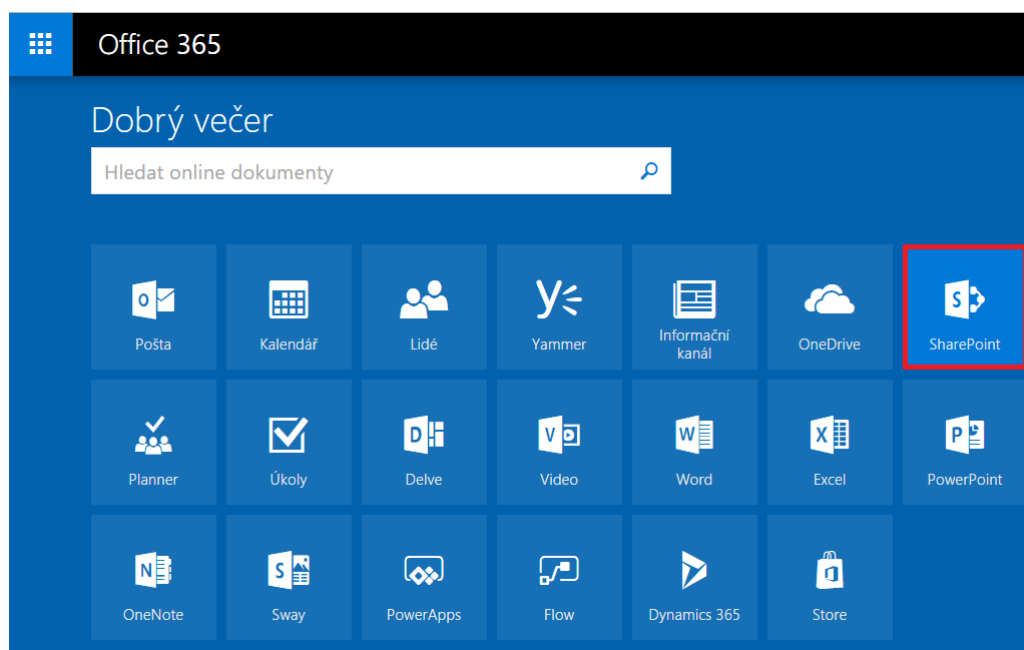 Office 365
Dobrý večer
Hledat online dokumenty
Pošta
Kalendář
Lidé
Yammer
Informační
kanál
OneDrive
SharePoint
Planner
Úkoly
Delve
Video
Word
Excel
PowerPoint
OneNote
Sway
PowerApps
Flow
Dynamics 365
Store